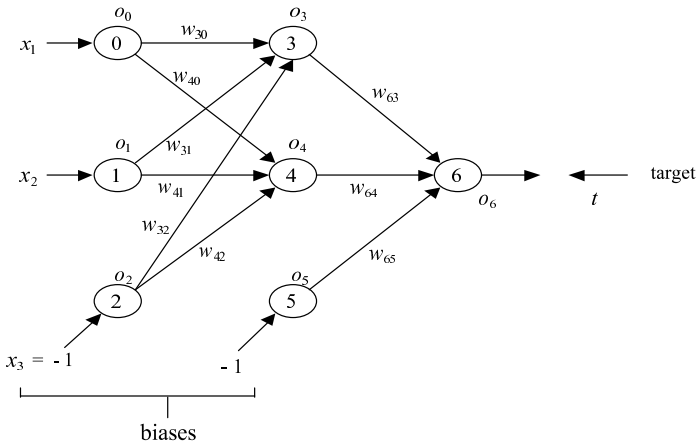 o₀
o₃
x₁
0
w₃₀
3
w₄₀
w₆₃
o₁
w₃₁
o₄
x₂
1
w₄₁
4
w₆₄
6
o₆
t
target
w₃₂
w₄₂
w₆₅
o₂
o₅
2
5
x₃ = - 1
- 1
biases